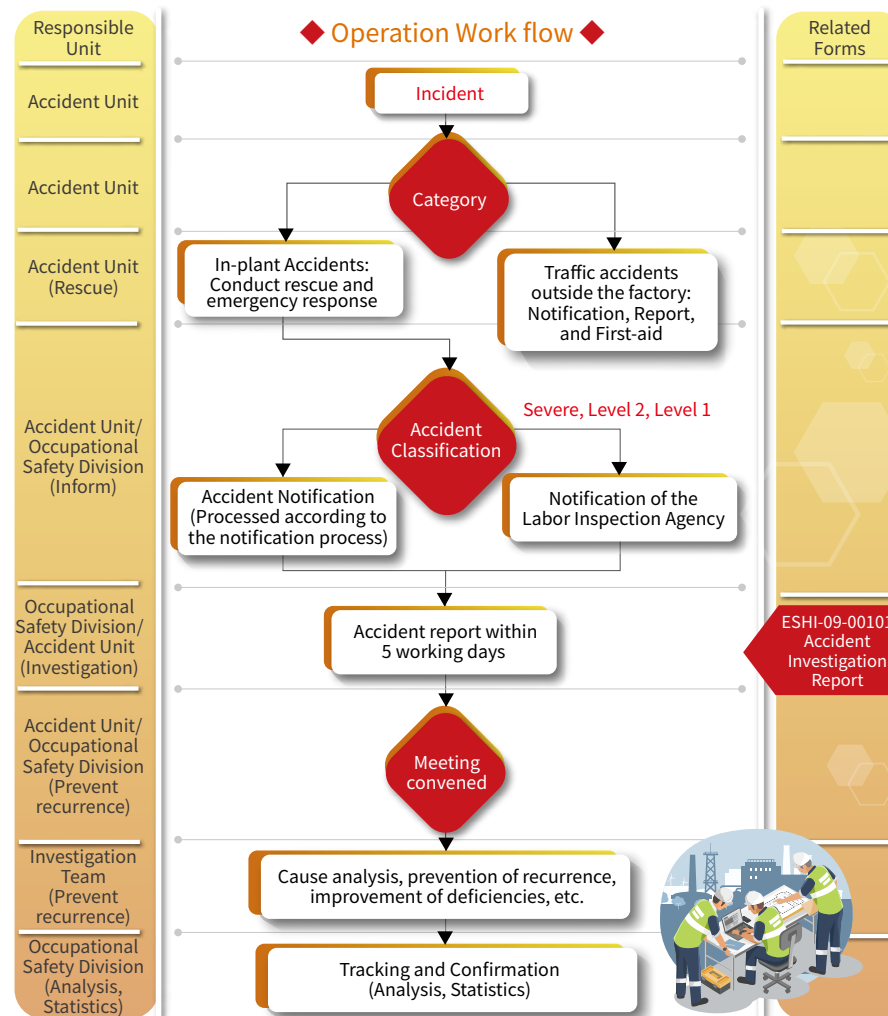 Responsible
Unit
◆ Operation Work flow ◆
Related
Forms
Accident Unit
Incident
Accident Unit
Category
Accident Unit
(Rescue)
In-plant Accidents:
Conduct rescue and
emergency response
Traffic accidents
outside the factory:
Notification, Report,
and First-aid
Accident Unit/
Occupational
Safety Division
(Inform)
Accident
Classification
Severe, Level 2, Level 1
Accident Notification
(Processed according to
the notification process)
Notification of the
Labor Inspection Agency
Occupational
Safety Division/
Accident Unit
(Investigation)
Accident report within
5 working days
ESHI-09-00101
Accident
Investigation
Report
Accident Unit/
Occupational
Safety Division
(Prevent
recurrence)
Meeting
convened
Investigation
Team
(Prevent
recurrence)
Cause analysis, prevention of recurrence,
improvement of deficiencies, etc.
Occupational
Safety Division
(Analysis,
Statistics)
Tracking and Confirmation
(Analysis, Statistics)